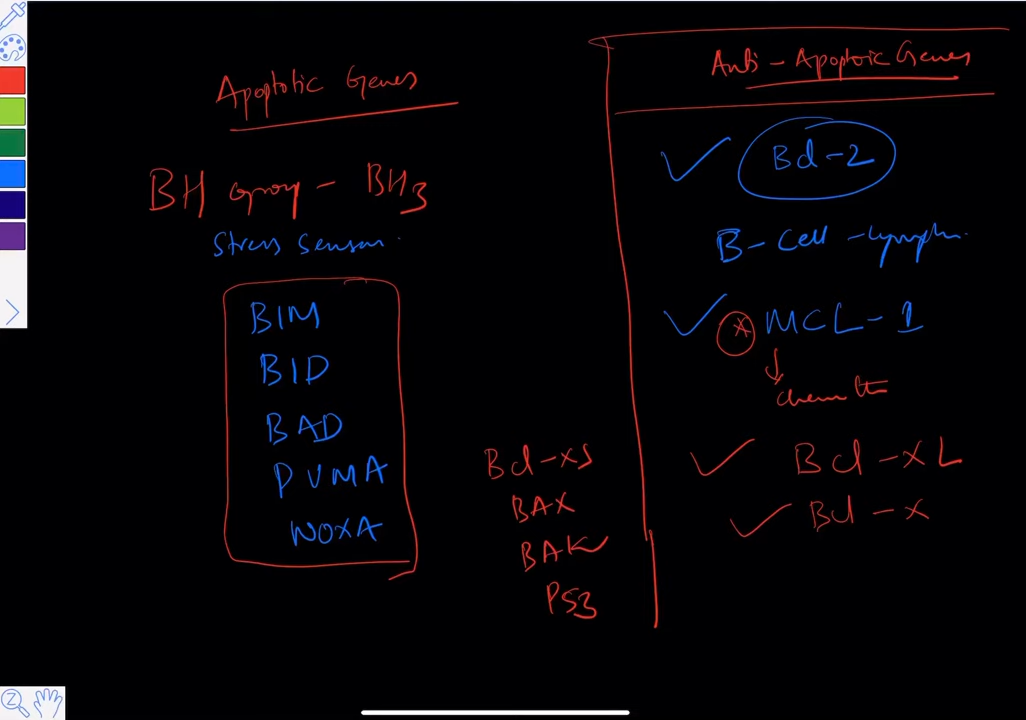 Apoptotic Genes
BH group - BH3
Stress sensor.
BIM
BID
BAD
PUMA
NOXA
Bcl-xS
BAX
BAK
P53
Anti-Apoptoic Genes
Bcl-2
B-cell-lymph.
MCL-1
Bcl-XL
Bcl-X